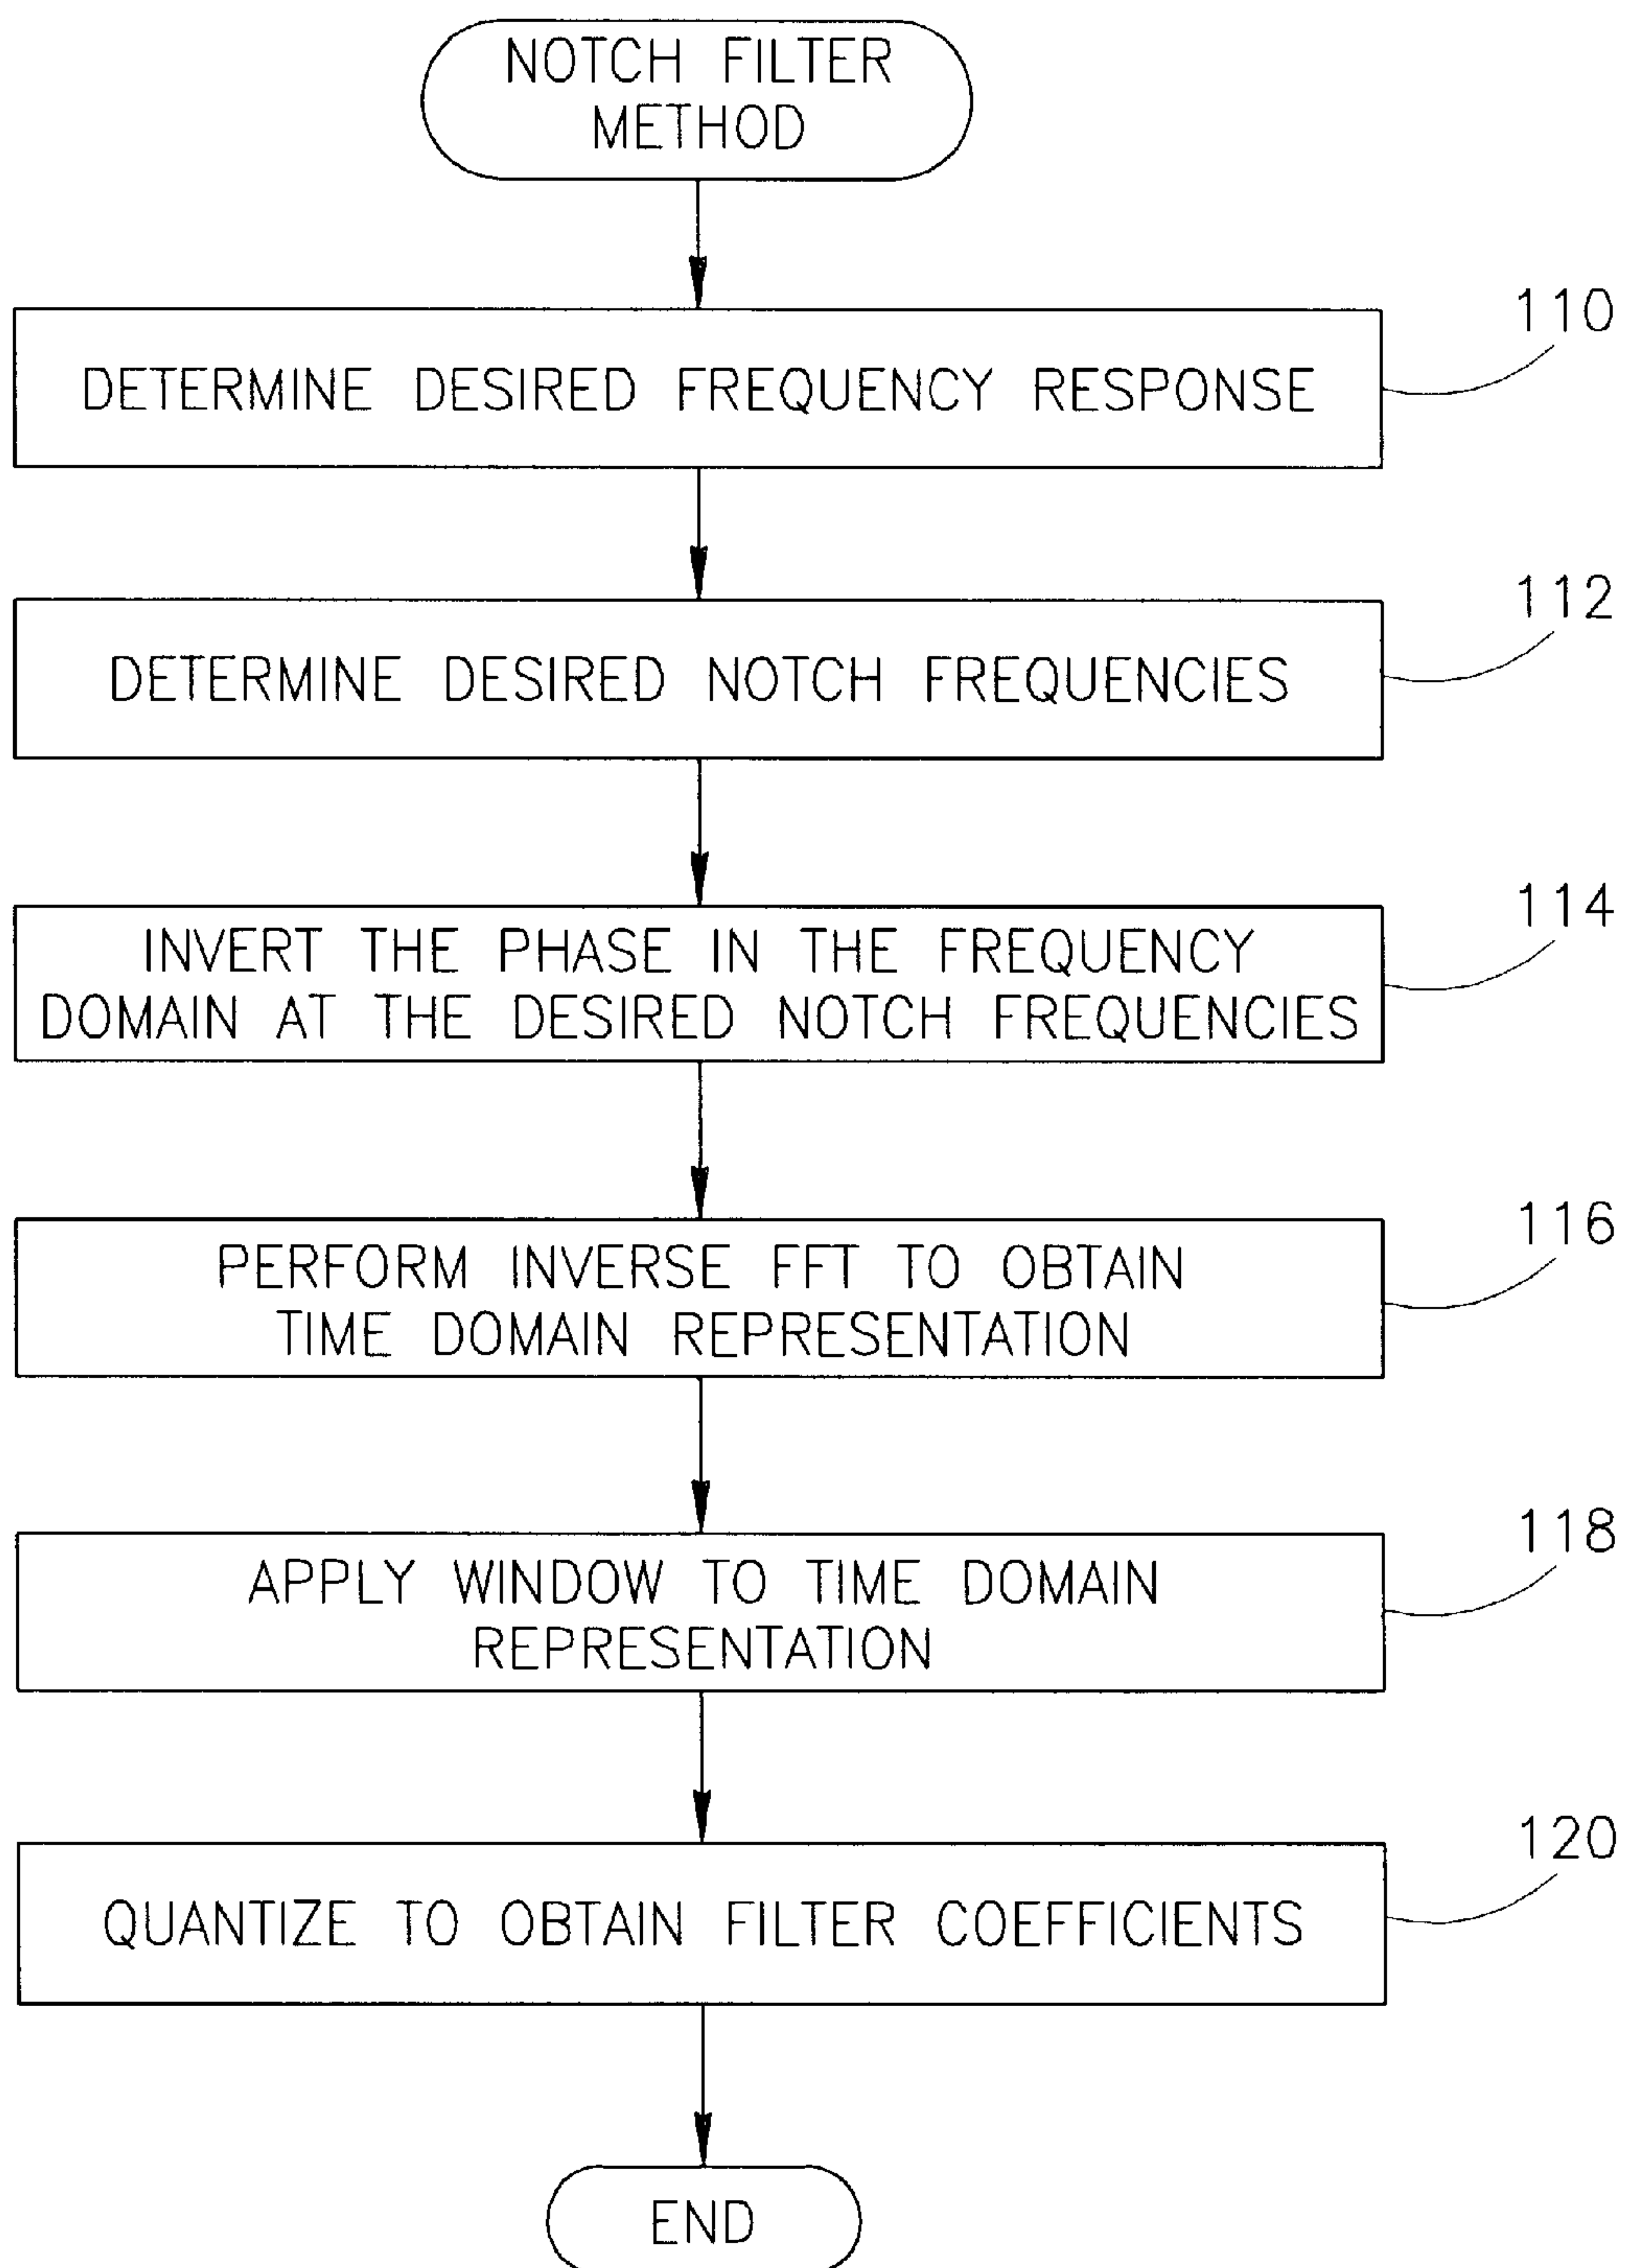 NOTCH FILTER
METHOD
110
DETERMINE DESIRED FREQUENCY RESPONSE
112
DETERMINE DESIRED NOTCH FREQUENCIES
114
INVERT THE PHASE IN THE FREQUENCY
DOMAIN AT THE DESIRED NOTCH FREQUENCIES
116
PERFORM INVERSE FFT TO OBTAIN
TIME DOMAIN REPRESENTATION
118
APPLY WINDOW TO TIME DOMAIN
REPRESENTATION
120
QUANTIZE TO OBTAIN FILTER COEFFICIENTS
END